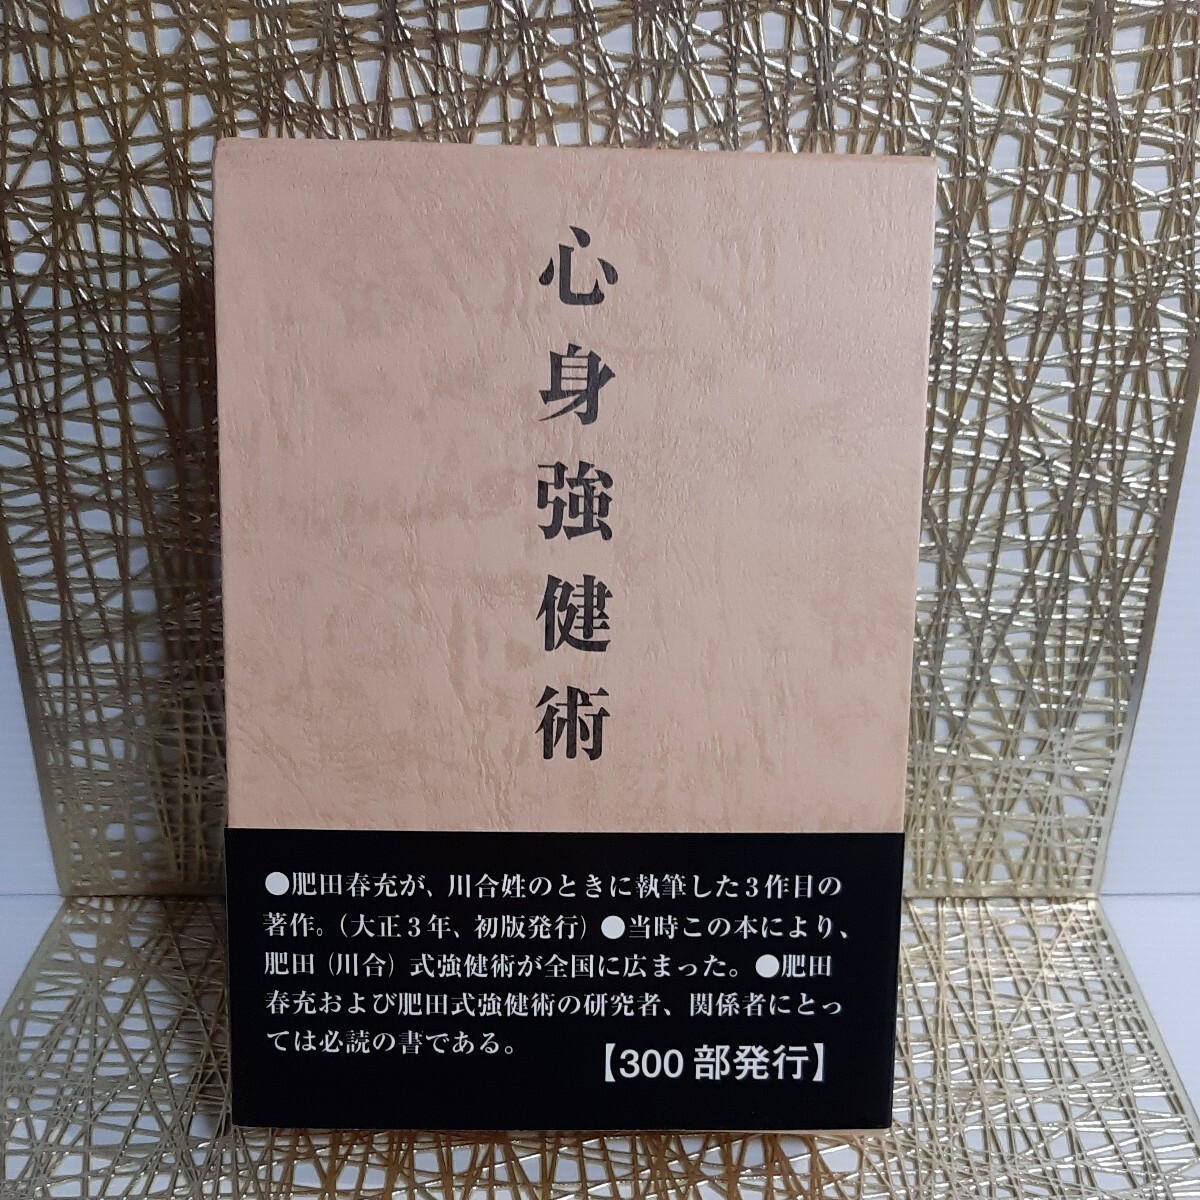 心身強健術
●肥田春充が、川合姓のときに執筆した３作目の
著作。（大正３年、初版発行）●当時この本により、
肥田（川合）式強健術が全国に広まった。●肥田
春充および肥田式強健術の研究者、関係者にとっ
ては必読の書である。
【300部発行】